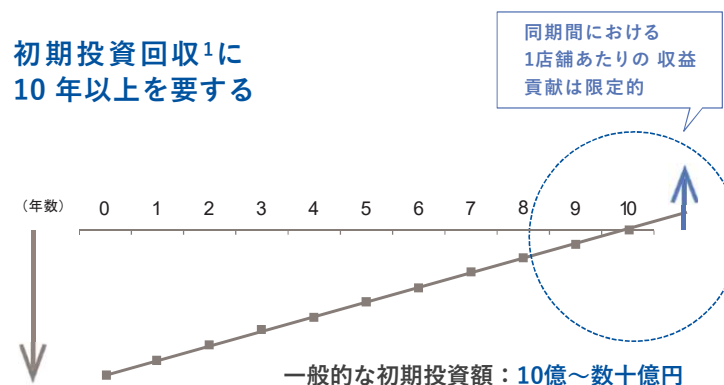 初期投資回収1に
10 年以上を要する
同期間における
1店舗あたりの 収益
貢献は限定的
(年数) 0 1 2 3 4 5 6 7 8 9 10
一般的な初期投資額：10億～数十億円